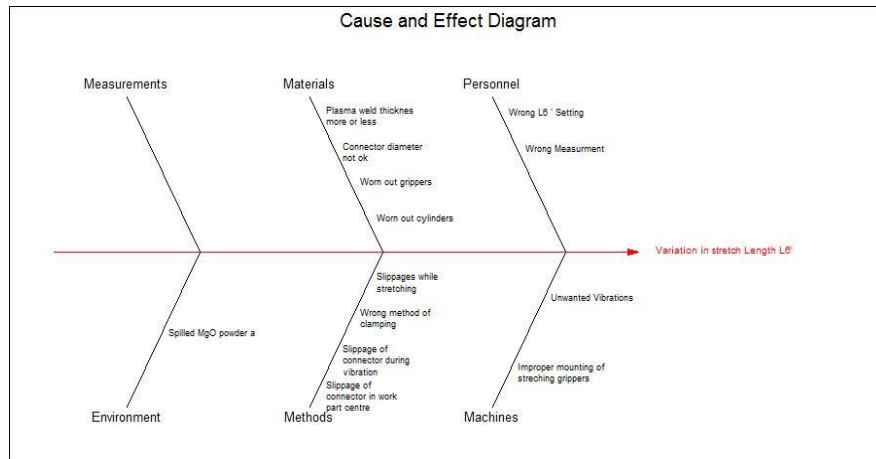 Cause and Effect Diagram
Measurements
Materials
Personnel
Plasma weld thicknes
more or less
Connector diameter
not ok
Worn out grippers
Worn out cylinders
Wrong L6 ' Setting
Wrong Measurment
Variation in stretch Length L6'
Spilled MgO powder a
Slippages while
stretching
Wrong method of
clamping
Slippage of
connector during
vibration
Slippage of
connector in work
part centre
Unwanted Vibrations
Improper mounting of
streching grippers
Environment
Methods
Machines